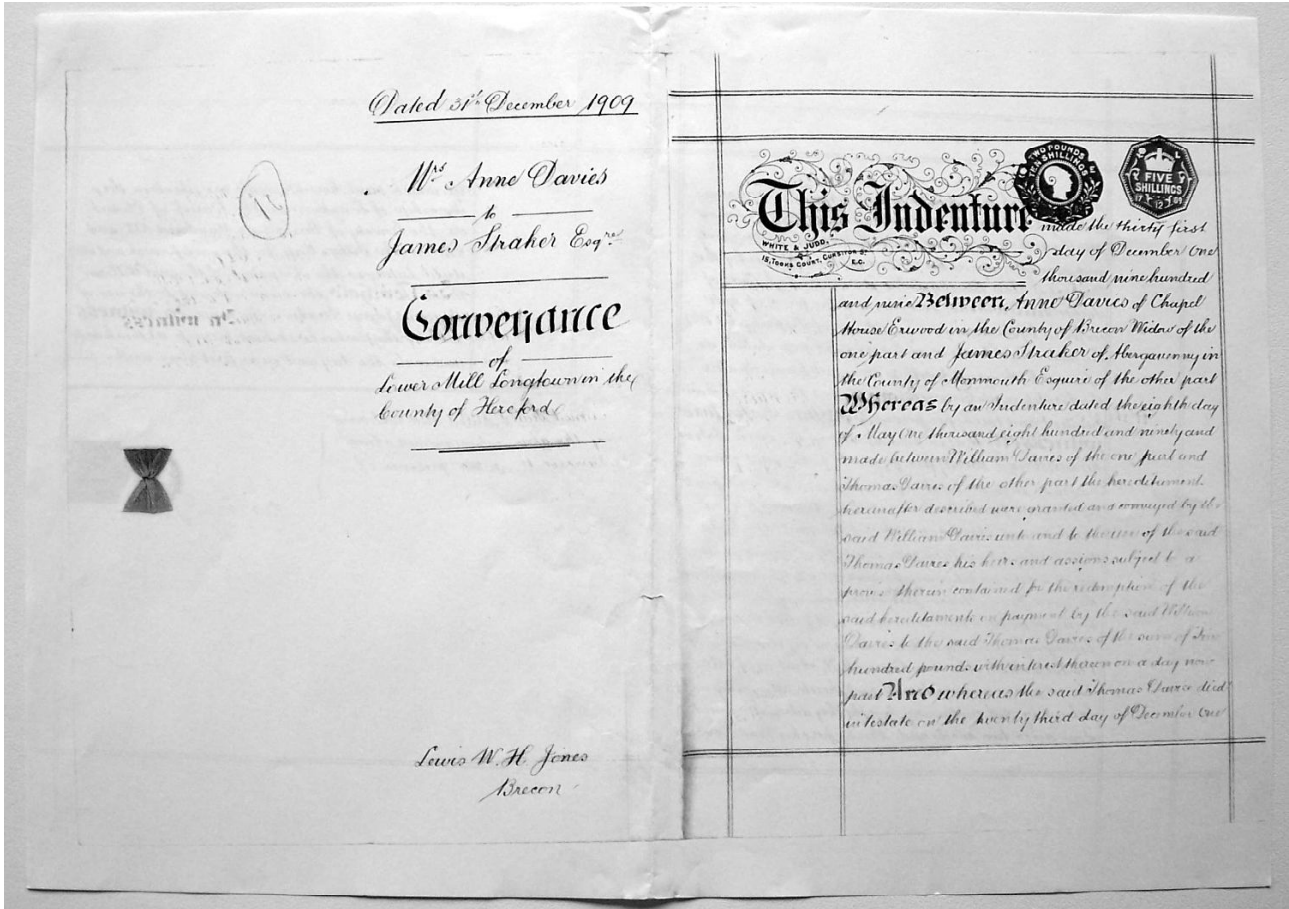 Dated 31st December 1909
Mrs Anne Davies
to
James Straker Esqre
Conveyance
of
Lower Mill Longtown in the
County of Hereford
Lewis W. H. Jones
Brecon
This Indenture
WHITE & JUDD.
15, TOOKS COURT, CURSITOR ST
E.C.
TWO POUNDS
TEN SHILLINGS
FIVE
SHILLINGS
made the thirty first
day of December One
thousand nine hundred
and nine Between Anne Davies of Chapel
House Erwood in the County of Brecon Widow of the
one part and James Straker of Abergavenny in
the County of Monmouth Esquire of the other part
Whereas by an Indenture dated the eighth day
of May One thousand eight hundred and ninety and
made between William Davies of the one part and
Thomas Davies of the other part the hereditaments
hereinafter described were granted and conveyed by the
said William Davies unto and to the use of the said
Thomas Davies his heirs and assigns subject to a
proviso therein contained for the redemption of the
said hereditaments on payment by the said William
Davies to the said Thomas Davies of the sum of
hundred pounds with interest thereon on a day now
past And whereas the said Thomas Davies died
intestate on the twenty third day of December One